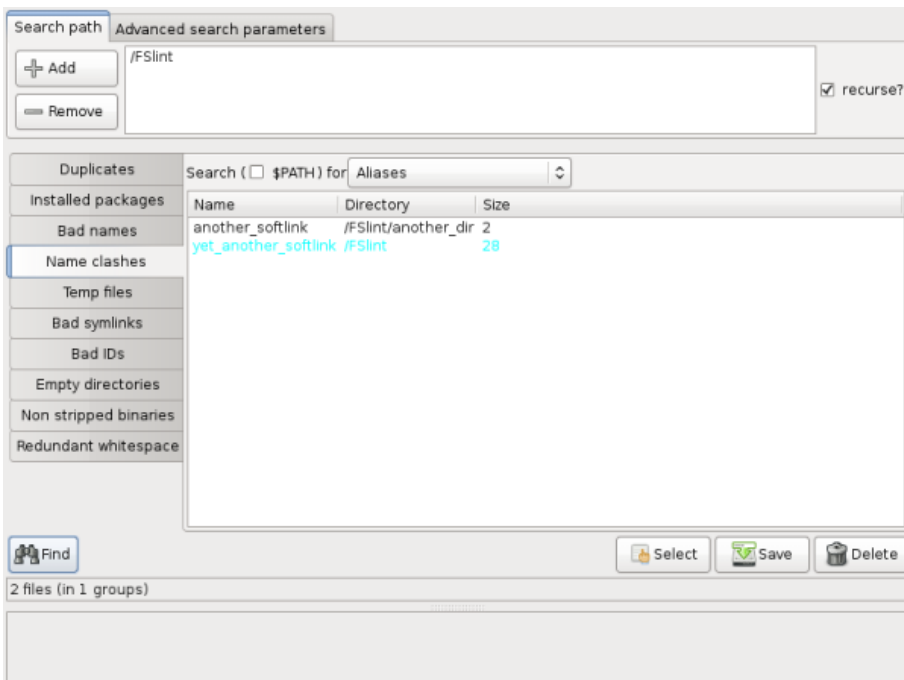 Search path Advanced search parameters
Add
/FSlint
Remove
recurse?
Duplicates
Installed packages
Bad names
Name clashes
Temp files
Bad symlinks
Bad IDs
Empty directories
Non stripped binaries
Redundant whitespace
Search ( $PATH ) for Aliases
Name Directory Size
another_softlink /FSlint/another_dir 2
yet_another_softlink /FSlint 28
Find
Select Save Delete
2 files (in 1 groups)